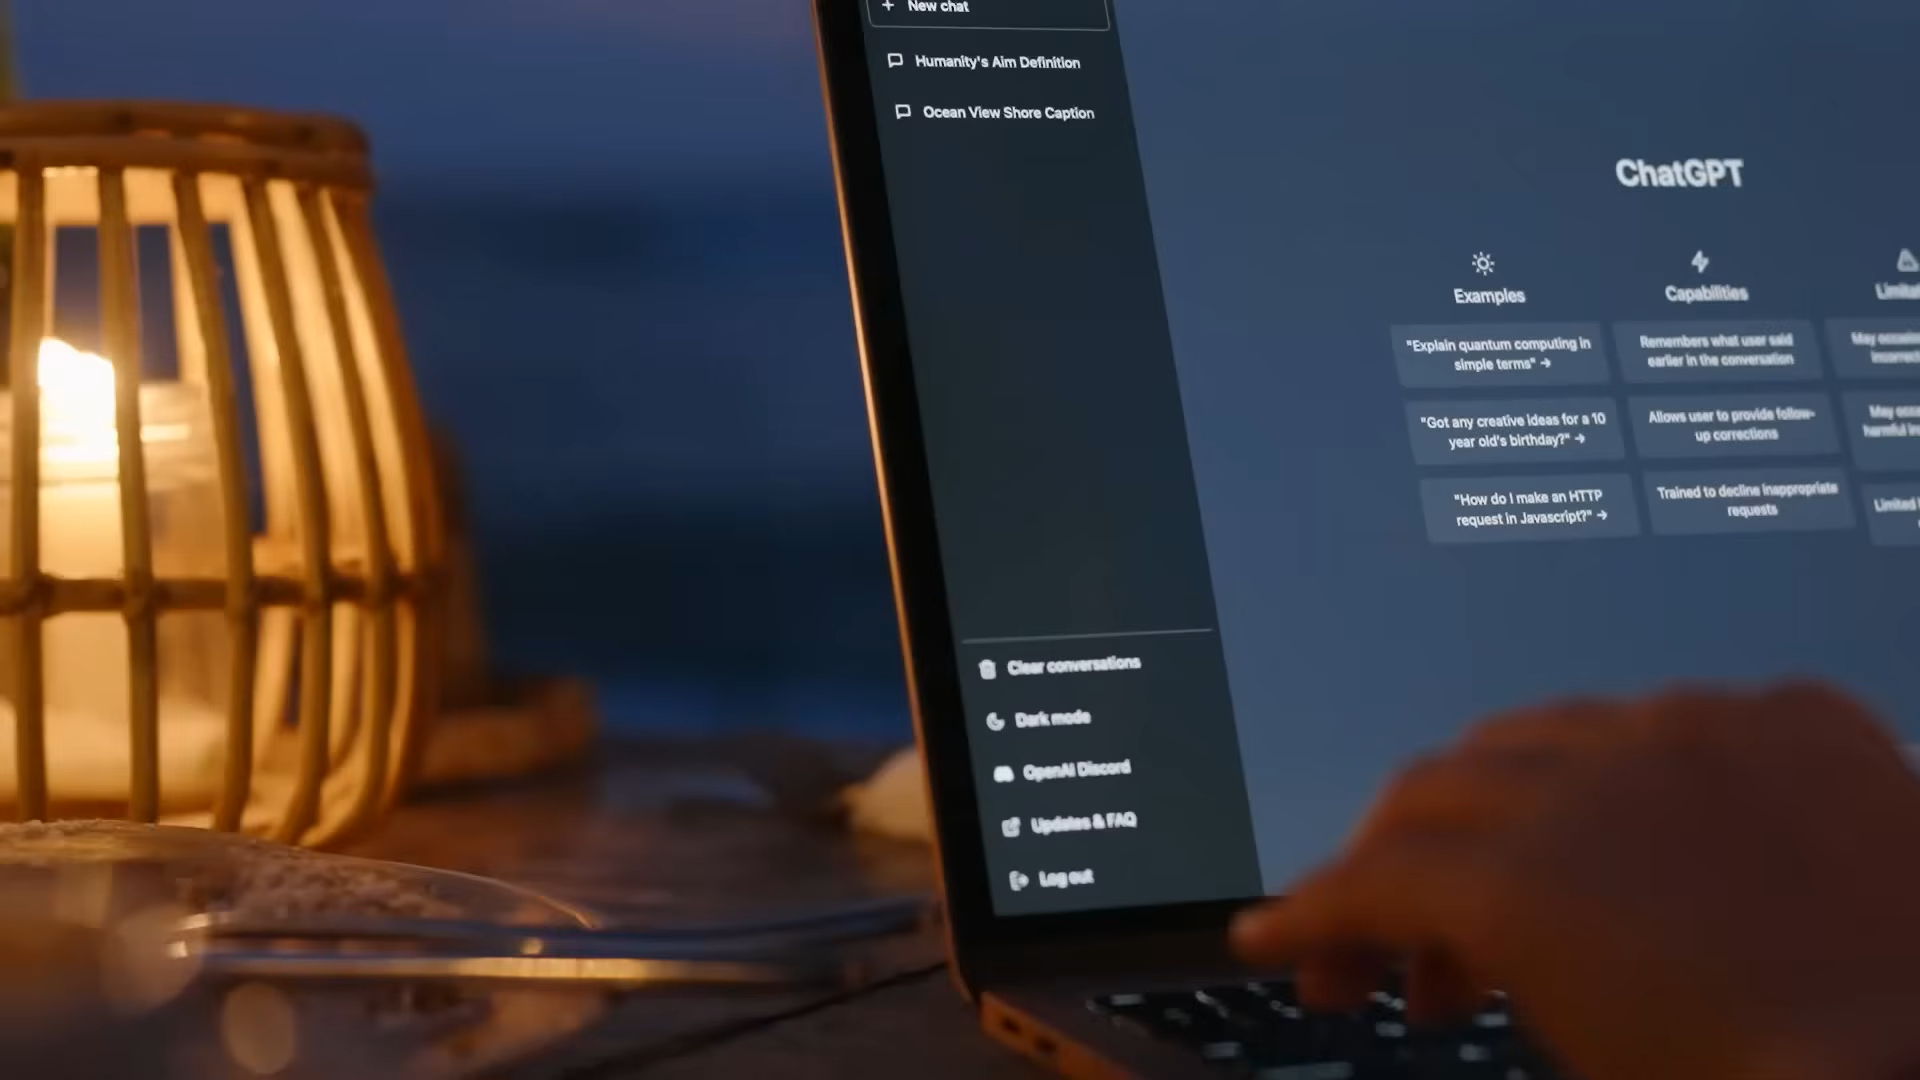 New chat
Humanity's Aim Definition
Ocean View Shore Caption
Clear conversations
Dark mode
OpenAI Discord
Updates & FAQ
Log out
ChatGPT
Examples
"Explain quantum computing in
simple terms" →
"Got any creative ideas for a 10
year old's birthday?" →
"How do I make an HTTP
request in Javascript?" →
Capabilities
Remembers what user said
earlier in the conversation
Allows user to provide follow-
up corrections
Trained to decline inappropriate
requests
May
May
Limited